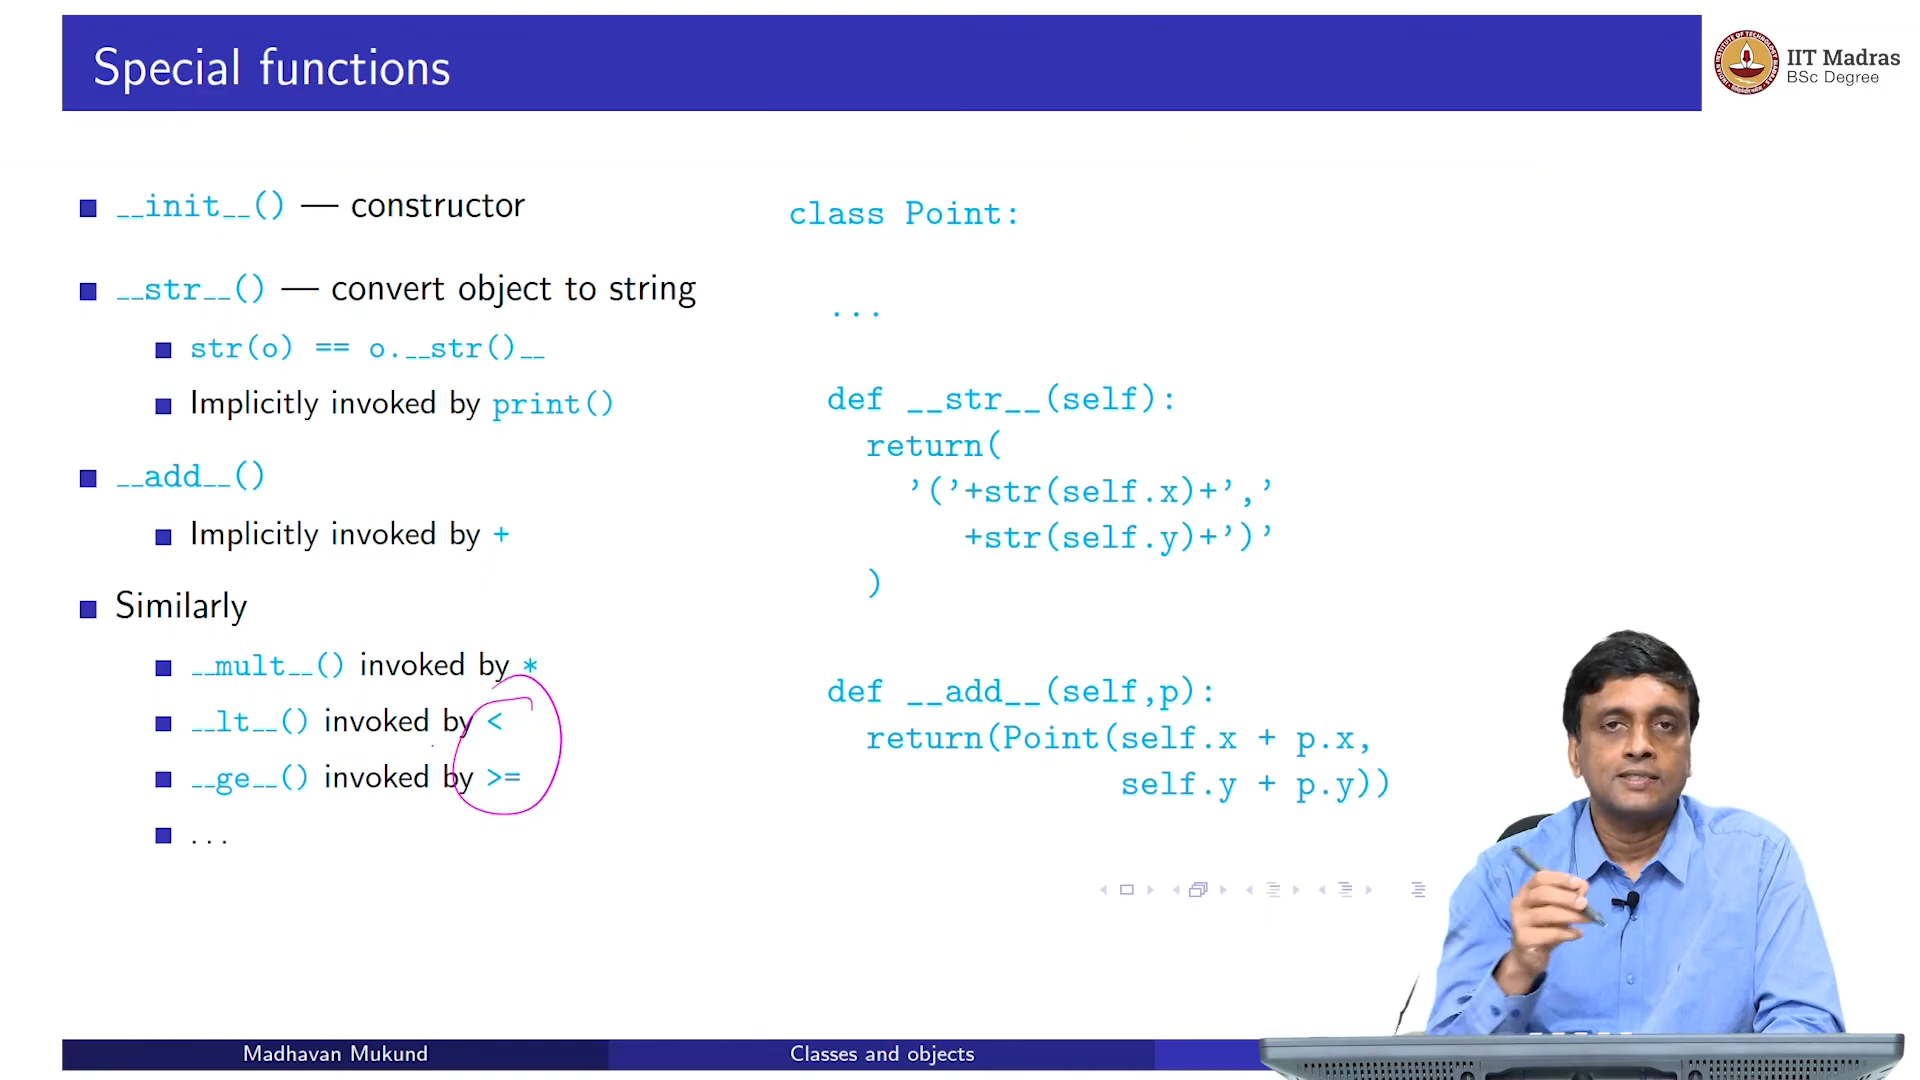 Special functions
IIT Madras
BSc Degree
__init__() — constructor
__str__() — convert object to string
str(o) == o.__str()__
Implicitly invoked by print()
__add__()
Implicitly invoked by +
Similarly
__mult__() invoked by *
__lt__() invoked by <
__ge__() invoked by >=
...
class Point:
...
def __str__(self):
return(
'('+str(self.x)+','
+str(self.y)+')'
)
def __add__(self,p):
return(Point(self.x + p.x,
self.y + p.y))
Madhavan Mukund
Classes and objects